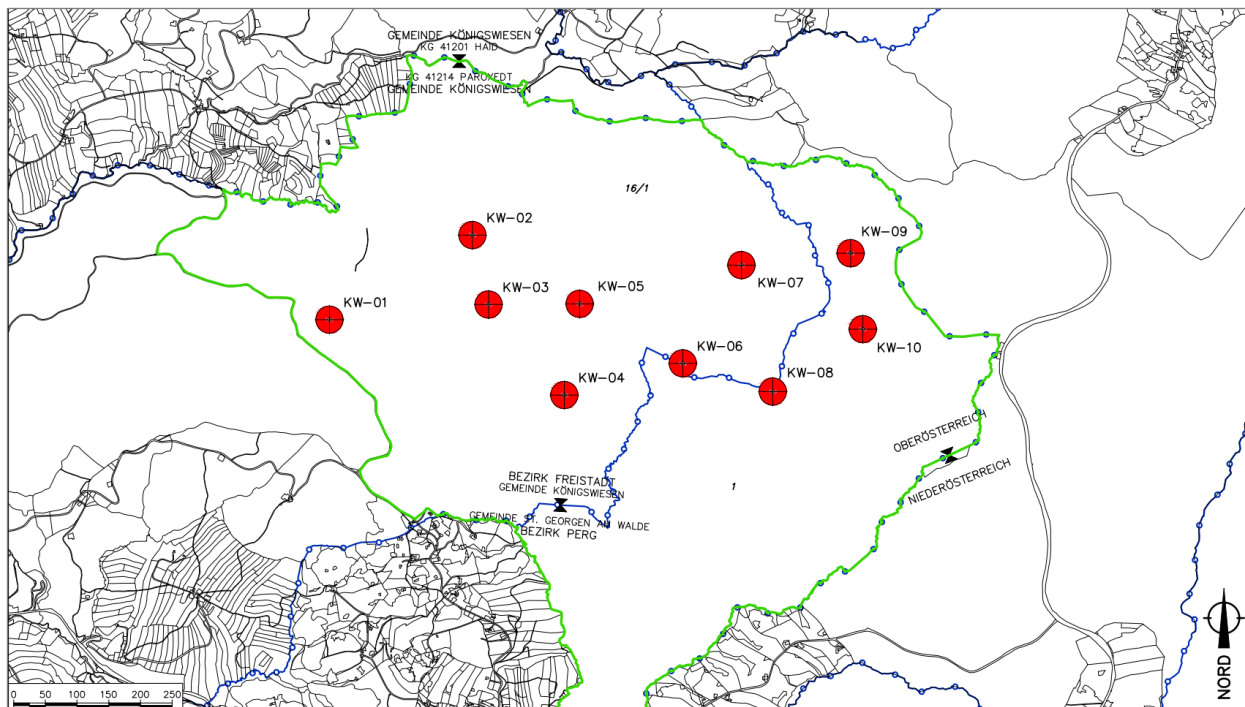 GEMEINDE KÖNIGSWIESEN
KG 41201 HAID
KG 41214 PAROXEDT
GEMEINDE KÖNIGSWIESEN
16/1
KW-02
KW-09
KW-07
KW-03
KW-05
KW-01
KW-10
KW-06
KW-08
KW-04
OBERÖSTERREICH
NIEDERÖSTERREICH
BEZIRK FREISTADT
GEMEINDE KÖNIGSWIESEN
1
GEMEINDE ST. GEORGEN AM WALDE
BEZIRK PERG
NORD
0 50 100 150 200 250